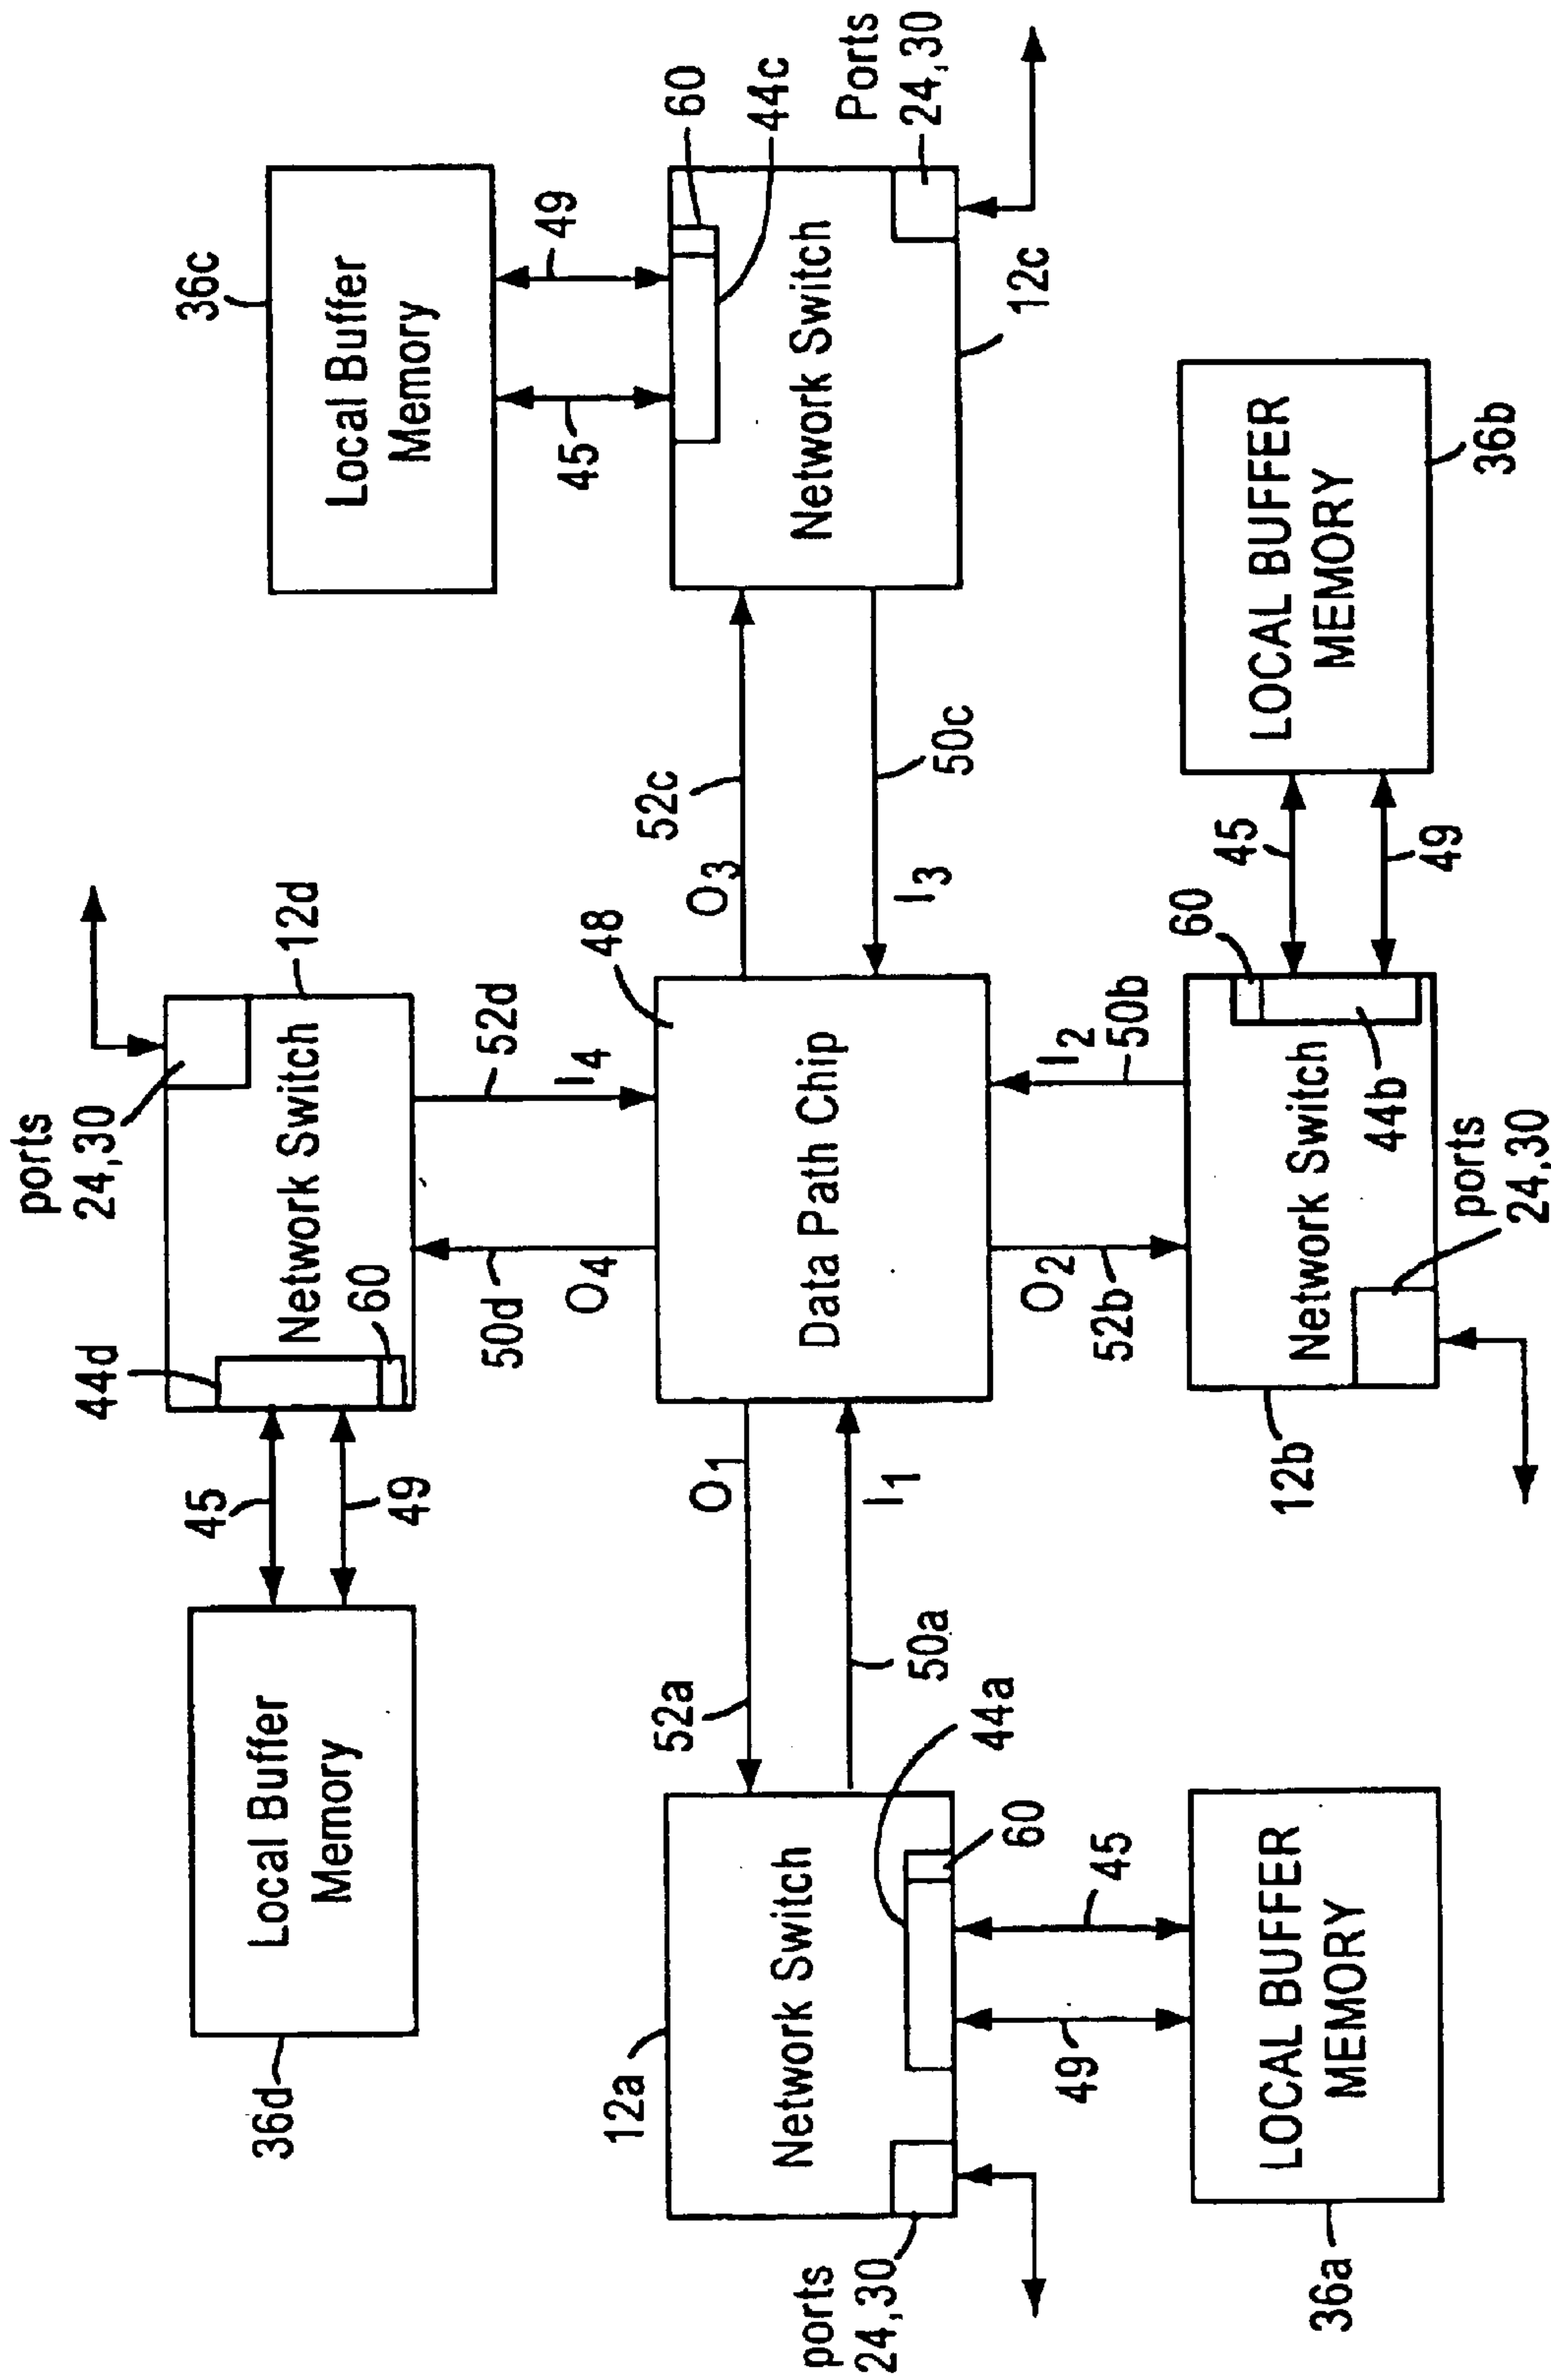 ports
24,30
44d
45
36c
36d
Local Buffer
Memory
Network Switch
12d
60
49
Local Buffer
Memory
50d
52d
O4
I4
49
45
12a
52a
O1
48
O3
52c
60
44c
Network Switch
Data Path Chip
Network Switch
Ports
24,30
ports
24,30
50a
I1
I3
50c
44a
60
12c
49
45
O2
I2
52b
50b
60
45
LOCAL BUFFER
MEMORY
12b
Network Switch
44b
49
LOCAL BUFFER
MEMORY
36a
ports
24,30
36b